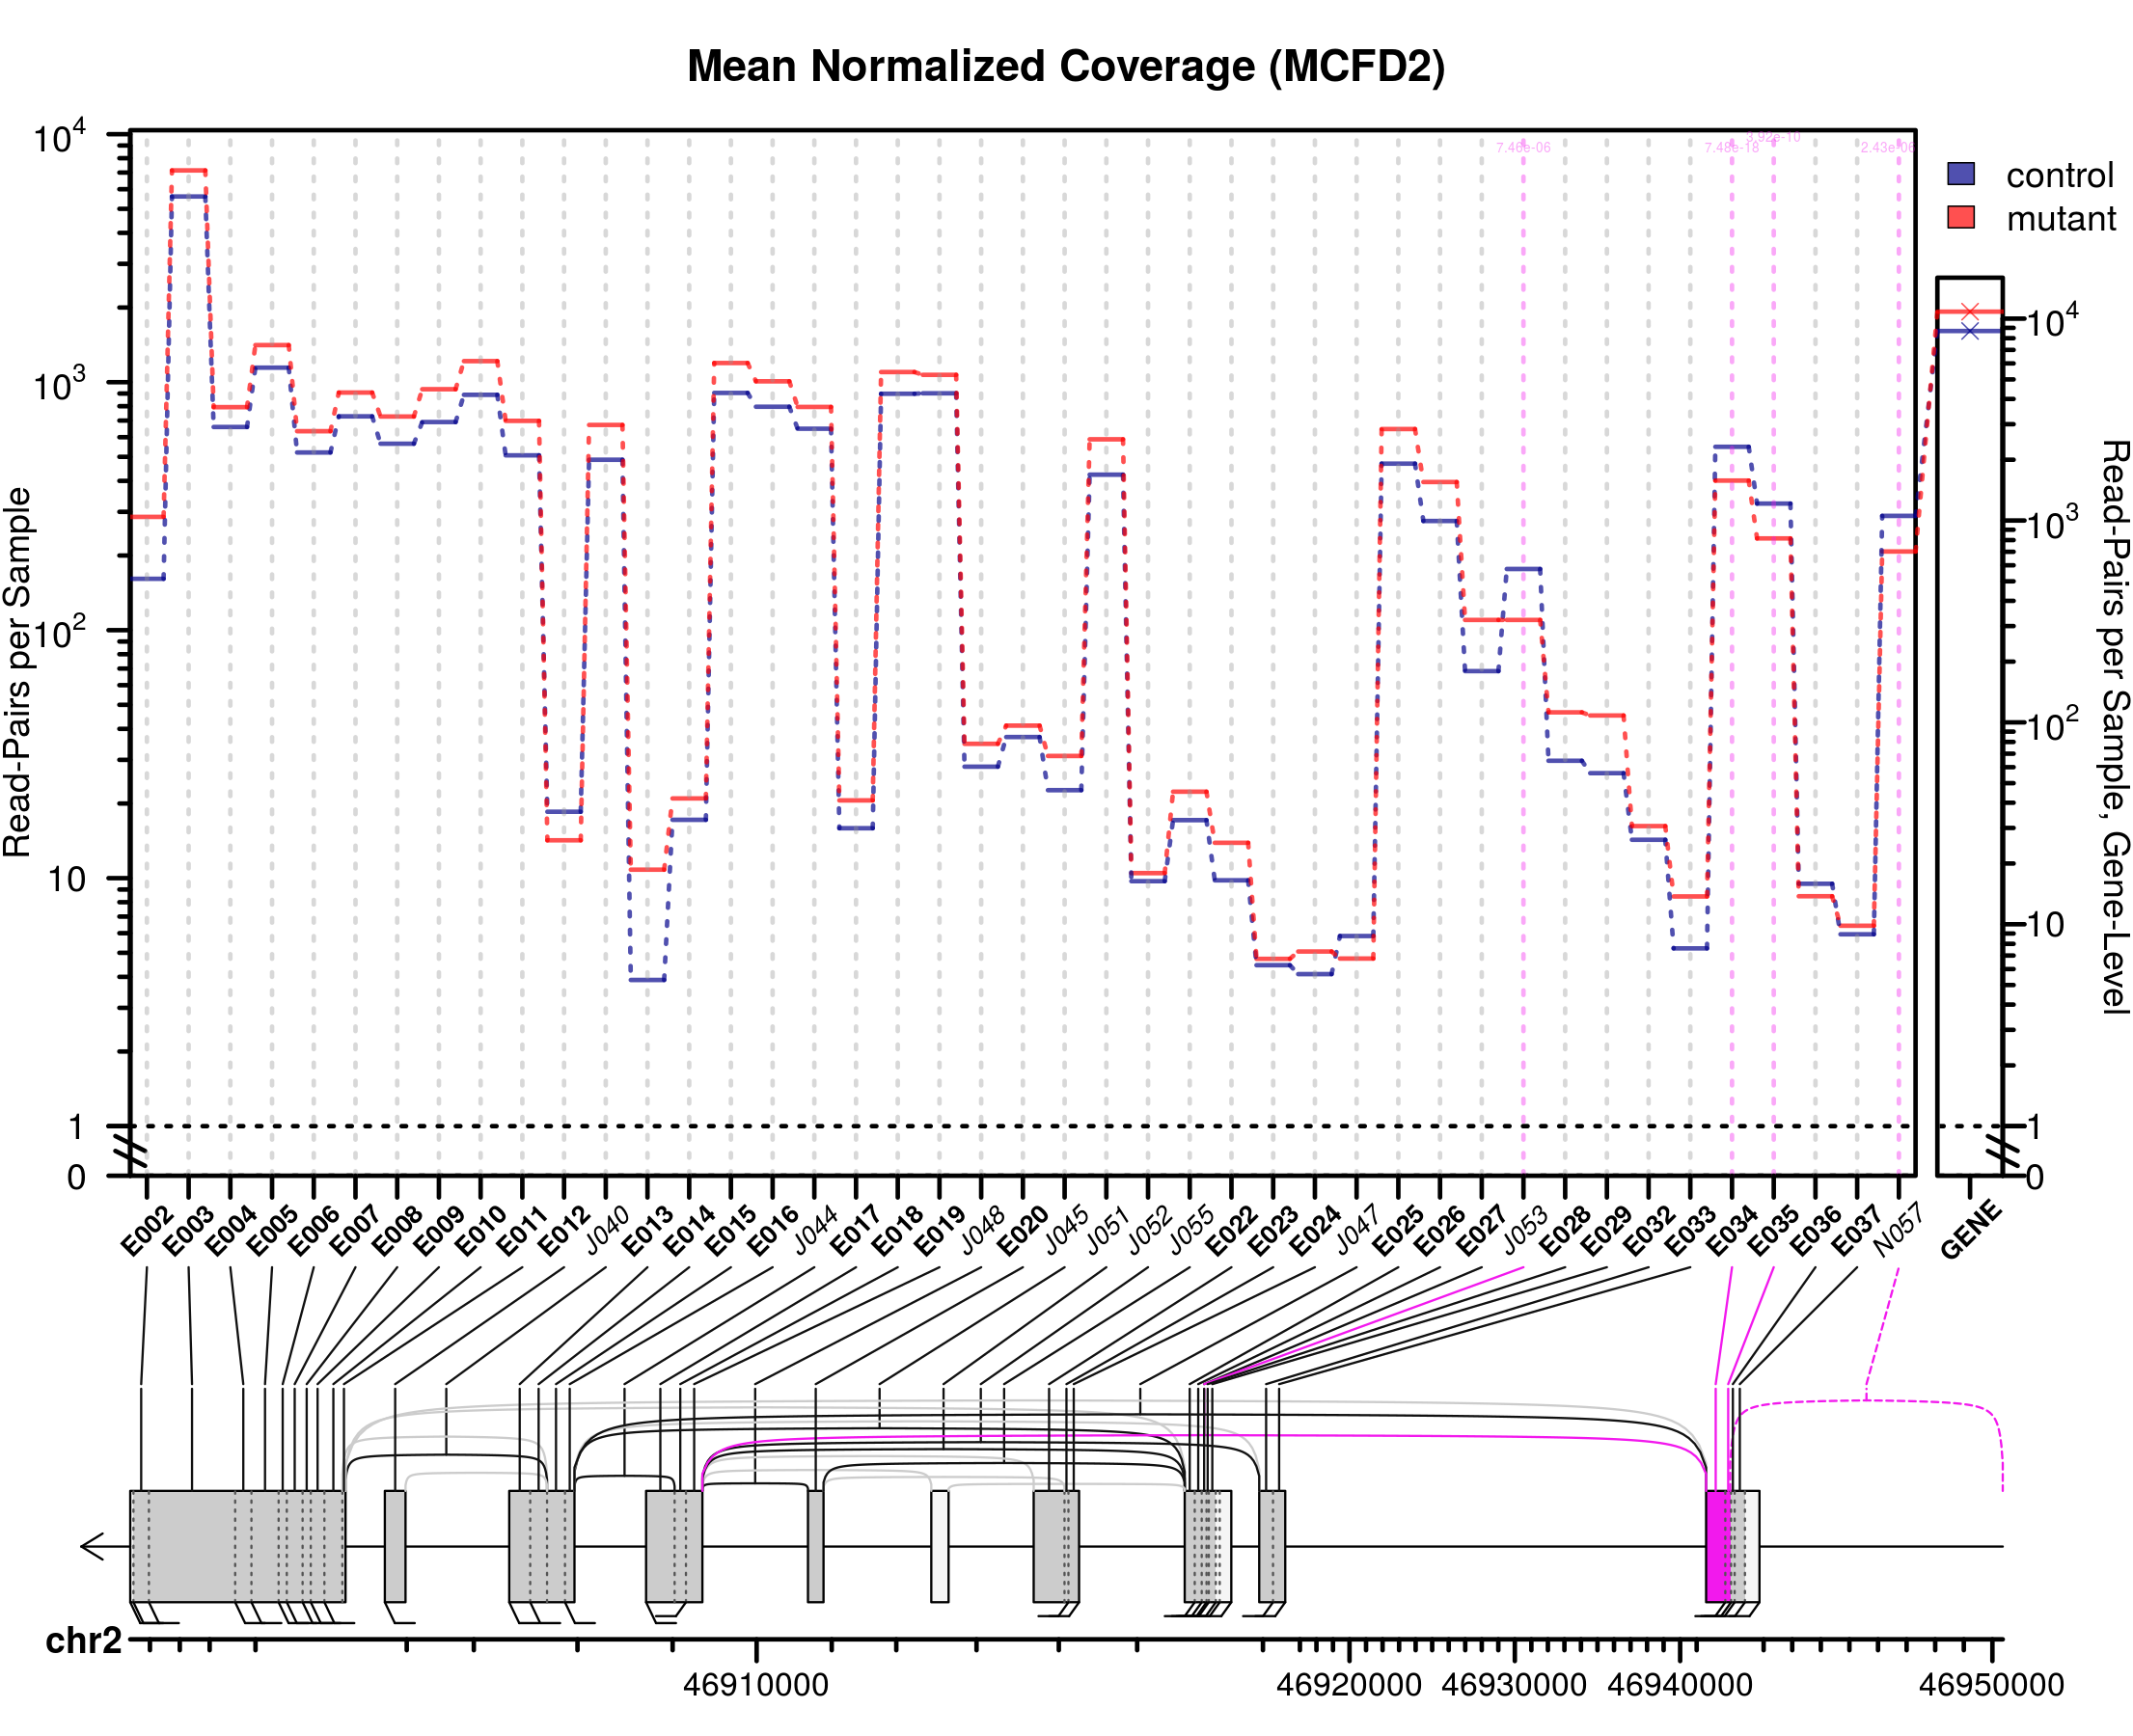 Mean Normalized Coverage (MCFD2)
10^4
10^3
10^2
10
1
0
Read-Pairs per Sample
7.46e-06
7.48e-18
3.92e-10
2.43e-06
control
mutant
10^4
10^3
10^2
10
1
0
Read-Pairs per Sample, Gene-Level
E002 E003 E004 E005 E006 E007 E008 E009 E010 E011 E012 J040 E013 E014 E015 E016 J044 E017 E018 E019 J048 E020 J045 J051 J052 J055 E022 E023 E024 J047 E025 E026 E027 J053 E028 E029 E032 E033 E034 E035 E036 E037 N057 GENE
chr2
46910000 46920000 46930000 46940000 46950000